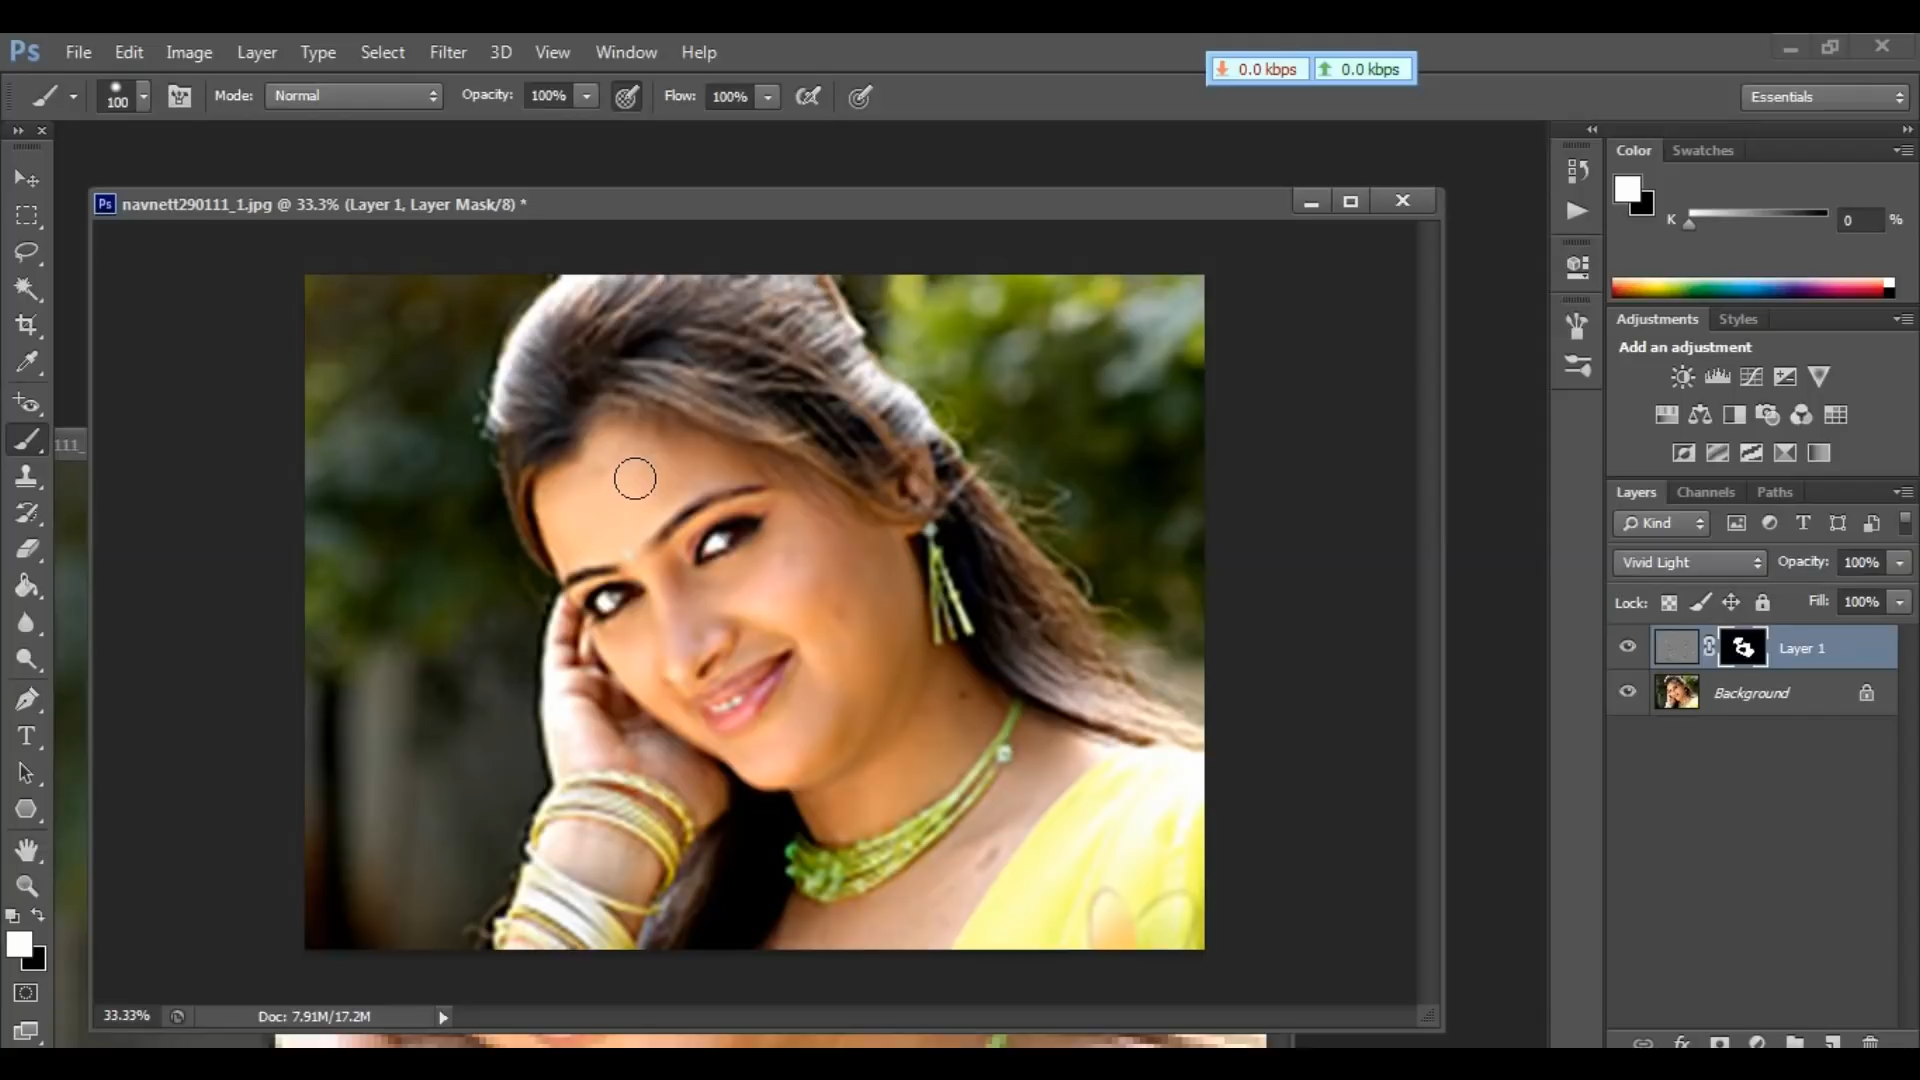 Ps File Edit Image Layer Type Select Filter 3D View Window Help
0.0 kbps 0.0 kbps
100 Mode: Normal Opacity: 100% Flow: 100% Essentials
Color Swatches
Ps navnett290111_1.jpg @ 33.3% (Layer 1, Layer Mask/8) *
K 0 %
Adjustments Styles
Add an adjustment
111_
Layers Channels Paths
Kind T
Vivid Light Opacity: 100%
Lock: Fill: 100%
Layer 1
Background
T
33.33% Doc: 7.91M/17.2M
fx